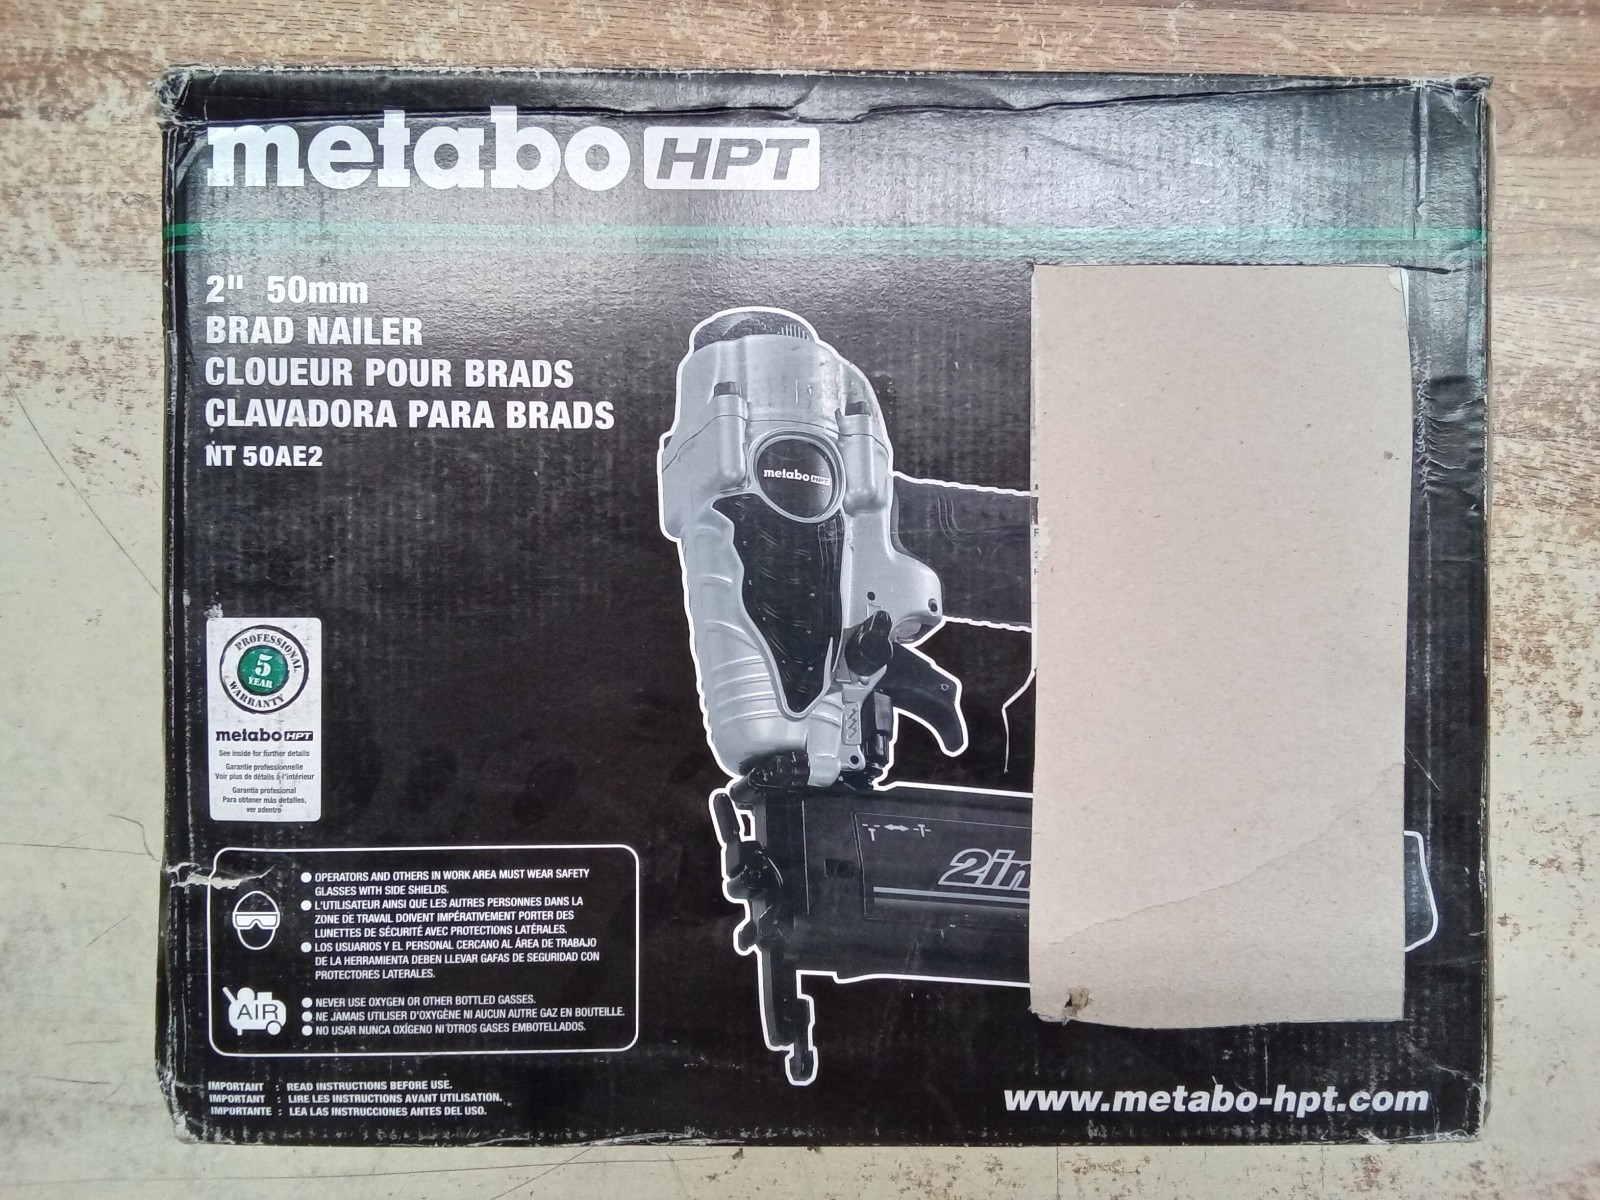 metabo HPT
2" 50mm
BRAD NAILER
CLOUEUR POUR BRADS
CLAVADORA PARA BRADS
NT 50AE2
metabo HPT
PROFESSIONAL
5
YEAR
WARRANTY
metabo HPT
See inside for further details
Garantie professionnelle
Voir plus de détails à l'intérieur
Garantía profesional
Para obtener más detalles,
ver adentro
2in
● OPERATORS AND OTHERS IN WORK AREA MUST WEAR SAFETY
GLASSES WITH SIDE SHIELDS.
● L'UTILISATEUR AINSI QUE LES AUTRES PERSONNES DANS LA
ZONE DE TRAVAIL DOIVENT IMPÉRATIVEMENT PORTER DES
LUNETTES DE SÉCURITÉ AVEC PROTECTIONS LATÉRALES.
● LOS USUARIOS Y EL PERSONAL CERCANO AL ÁREA DE TRABAJO
DE LA HERRAMIENTA DEBEN LLEVAR GAFAS DE SEGURIDAD CON
PROTECTORES LATERALES.
AIR
● NEVER USE OXYGEN OR OTHER BOTTLED GASSES.
● NE JAMAIS UTILISER D'OXYGÈNE NI AUCUN AUTRE GAZ EN BOUTEILLE.
● NO USAR NUNCA OXÍGENO NI OTROS GASES EMBOTELLADOS.
IMPORTANT : READ INSTRUCTIONS BEFORE USE.
IMPORTANT : LIRE LES INSTRUCTIONS AVANT UTILISATION.
IMPORTANTE : LEA LAS INSTRUCCIONES ANTES DEL USO.
www.metabo-hpt.com